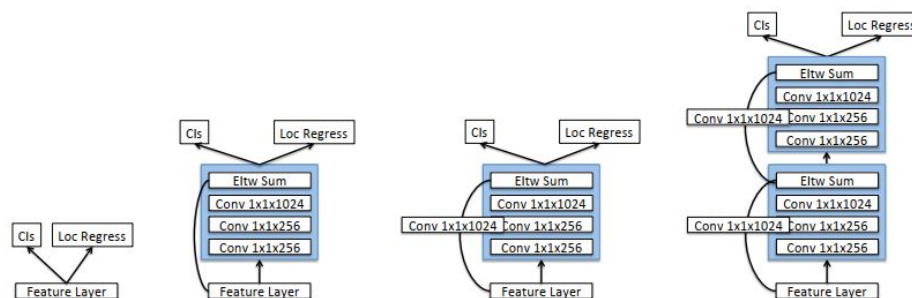 Cls
Loc Regress
Feature Layer
Cls
Loc Regress
Eltw Sum
Conv 1x1x1024
Conv 1x1x256
Conv 1x1x256
Feature Layer
Cls
Loc Regress
Eltw Sum
Conv 1x1x1024
Conv 1x1x1024
Conv 1x1x256
Conv 1x1x256
Feature Layer
Cls
Loc Regress
Eltw Sum
Conv 1x1x1024
Conv 1x1x1024
Conv 1x1x256
Conv 1x1x256
Eltw Sum
Conv 1x1x1024
Conv 1x1x1024
Conv 1x1x256
Conv 1x1x256
Feature Layer